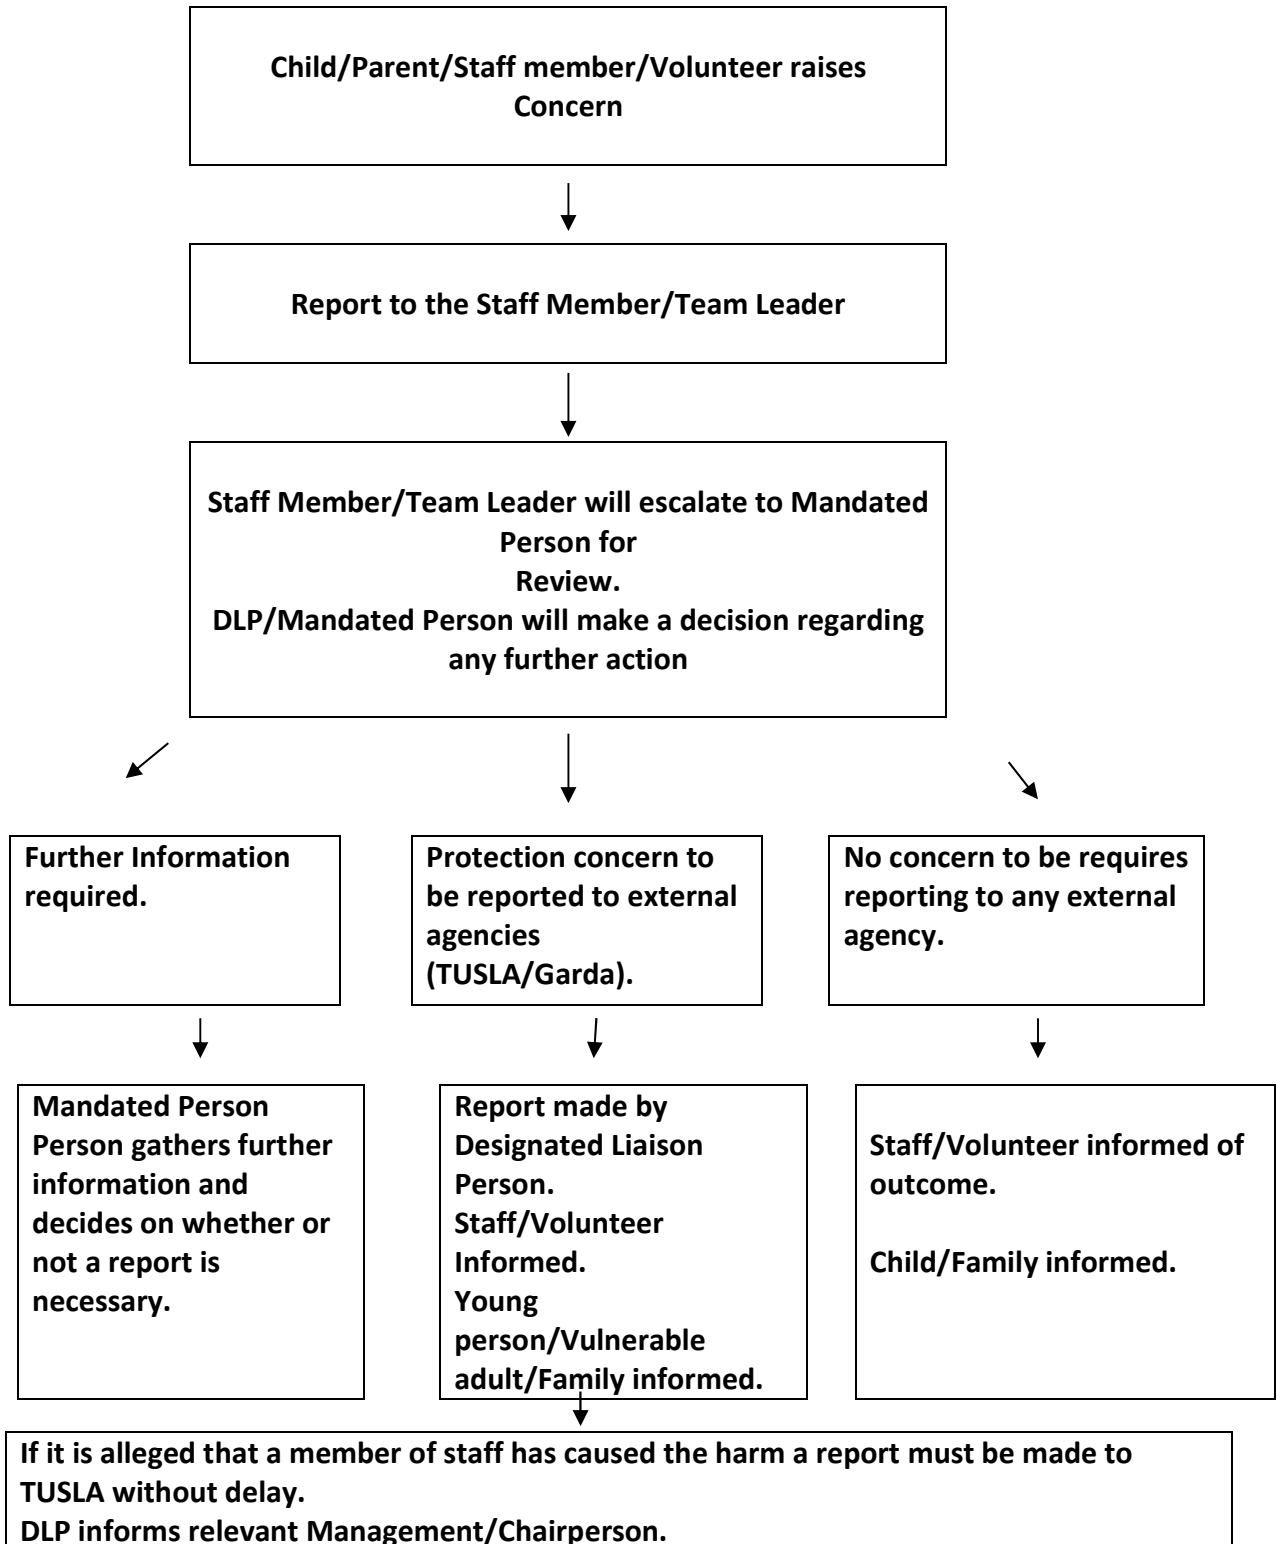 Child/Parent/Staff member/Volunteer raises
Concern
Report to the Staff Member/Team Leader
Staff Member/Team Leader will escalate to Mandated
Person for
Review.
DLP/Mandated Person will make a decision regarding
any further action
Further Information
required.
Protection concern to
be reported to external
agencies
(TUSLA/Garda).
No concern to be requires
reporting to any external
agency.
Mandated Person
Person gathers further
information and
decides on whether or
not a report is
necessary.
Report made by
Designated Liaison
Person.
Staff/Volunteer
Informed.
Young
person/Vulnerable
adult/Family informed.
Staff/Volunteer informed of
outcome.
Child/Family informed.
If it is alleged that a member of staff has caused the harm a report must be made to
TUSLA without delay.
DLP informs relevant Management/Chairperson.